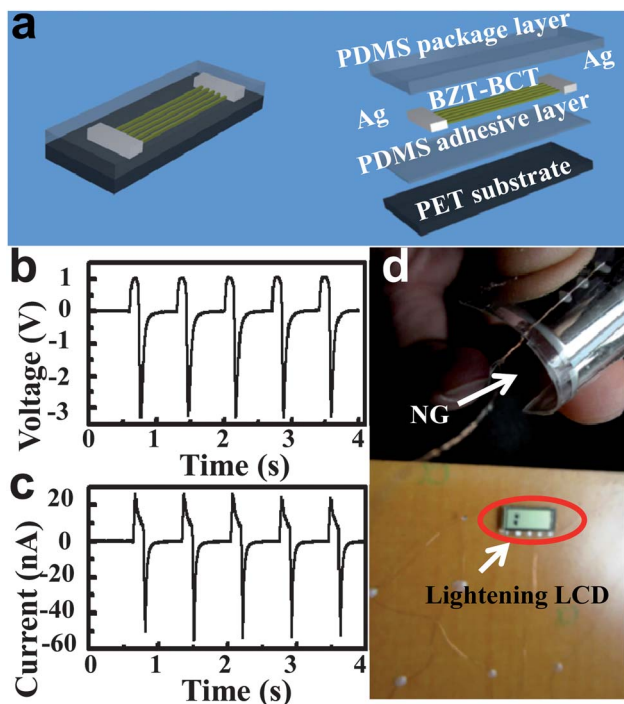 a
PDMS package layer
Ag
BZT-BCT
Ag
PDMS adhesive layer
PET substrate
b
Voltage (V)
1
0
-1
-2
-3
0 1 2 3 4
Time (s)
c
Current (nA)
20
0
-20
-40
-60
0 1 2 3 4
Time (s)
d
NG
Lightening LCD